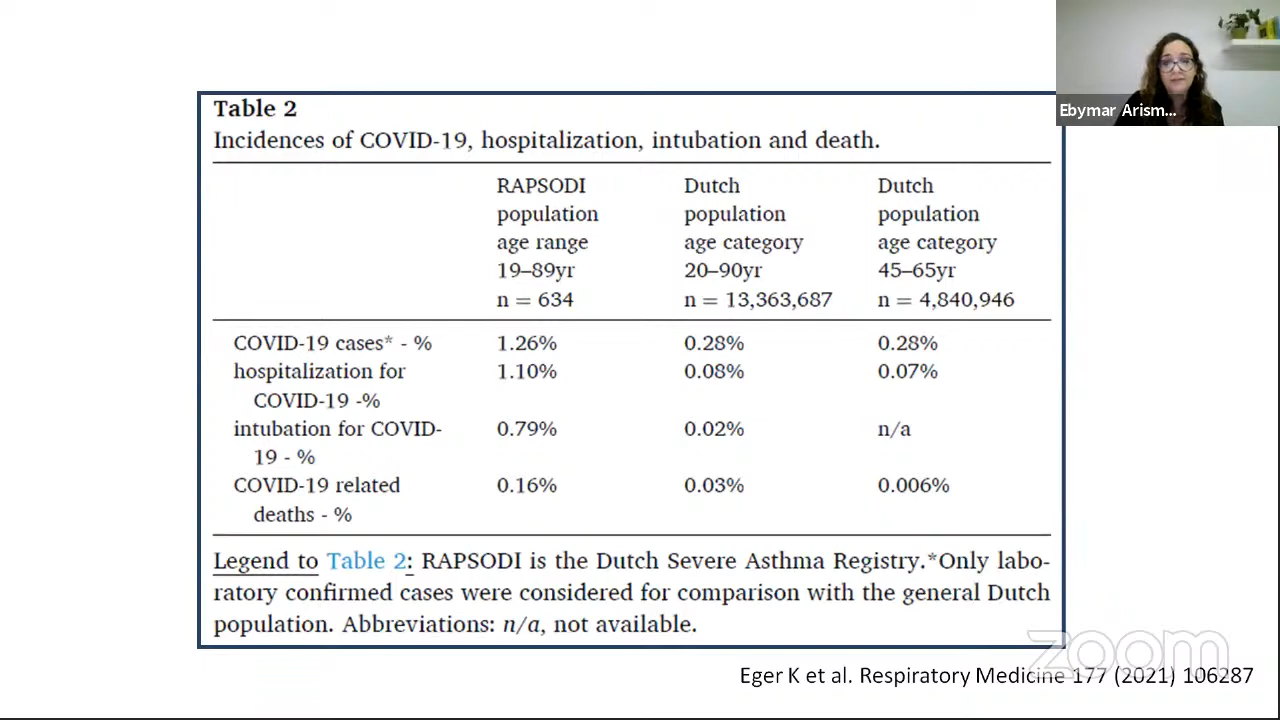 Ebymar Arism...
Table 2
Incidences of COVID-19, hospitalization, intubation and death.
RAPSODI population age range 19–89yr n = 634
Dutch population age category 20–90yr n = 13,363,687
Dutch population age category 45–65yr n = 4,840,946
COVID-19 cases* - % 1.26% 0.28% 0.28%
hospitalization for 1.10% 0.08% 0.07%
COVID-19 -%
intubation for COVID- 0.79% 0.02% n/a
19 - %
COVID-19 related 0.16% 0.03% 0.006%
deaths - %
Legend to Table 2: RAPSODI is the Dutch Severe Asthma Registry.*Only labo-
ratory confirmed cases were considered for comparison with the general Dutch
population. Abbreviations: n/a, not available.
zoom
Eger K et al. Respiratory Medicine 177 (2021) 106287